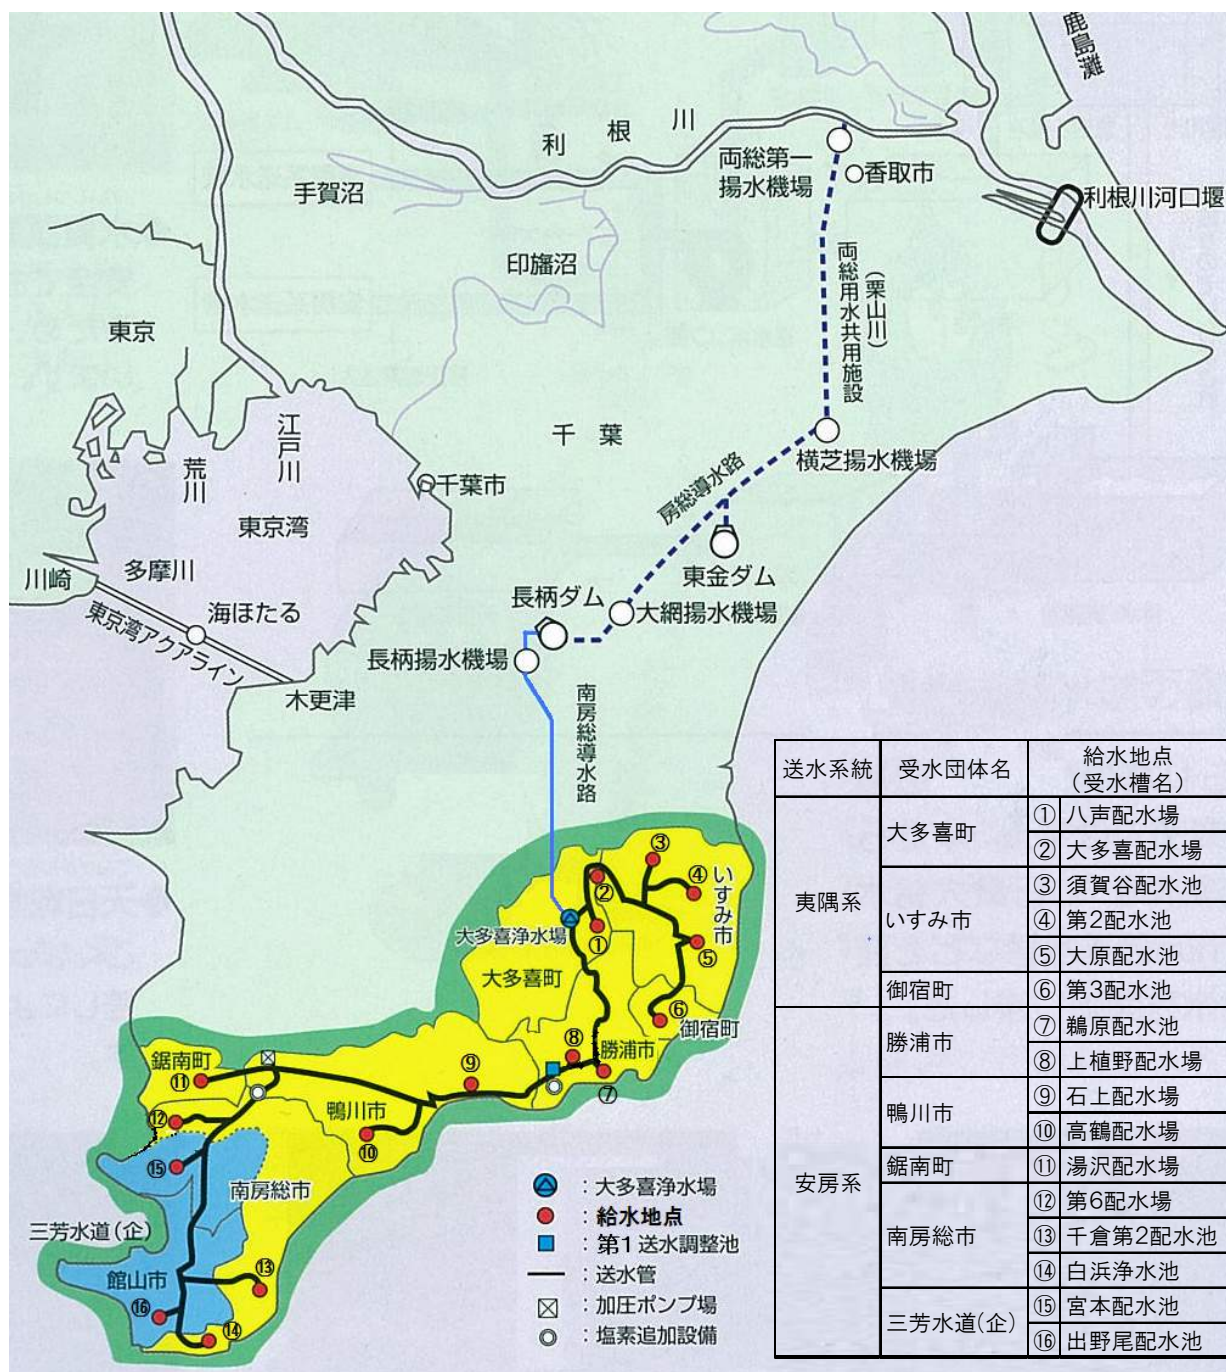 鹿島灘
利根川
両総第一
揚水機場
香取市
手賀沼
利根川河口堰
印旛沼
両総用水共用施設
(栗山川)
東京
江戸川
千葉
荒川
横芝揚水機場
房総導水路
千葉市
東京湾
東金ダム
川崎
多摩川
長柄ダム
海ほたる
大網揚水機場
東京湾アクアライン
長柄揚水機場
木更津
南房総導水路
送水系統 受水団体名 給水地点
(受水槽名)
夷隅系
大多喜町
① 八声配水場
② 大多喜配水場
いすみ市
③ 須賀谷配水池
④ 第2配水池
⑤ 大原配水池
御宿町
⑥ 第3配水池
安房系
勝浦市
⑦ 鵜原配水池
⑧ 上植野配水場
鴨川市
⑨ 石上配水場
⑩ 高鶴配水場
鋸南町
⑪ 湯沢配水場
南房総市
⑫ 第6配水場
⑬ 千倉第2配水池
⑭ 白浜浄水池
三芳水道(企)
⑮ 宮本配水池
⑯ 出野尾配水池
③
②
④
いすみ市
大多喜浄水場
①
⑤
大多喜町
⑥
御宿町
⑧
勝浦市
⑦
鋸南町
⑨
⑪
鴨川市
⑫
⑩
⑮
南房総市
三芳水道(企)
館山市
⑬
⑯
⑭
:大多喜浄水場
:給水地点
:第1送水調整池
:送水管
:加圧ポンプ場
:塩素追加設備